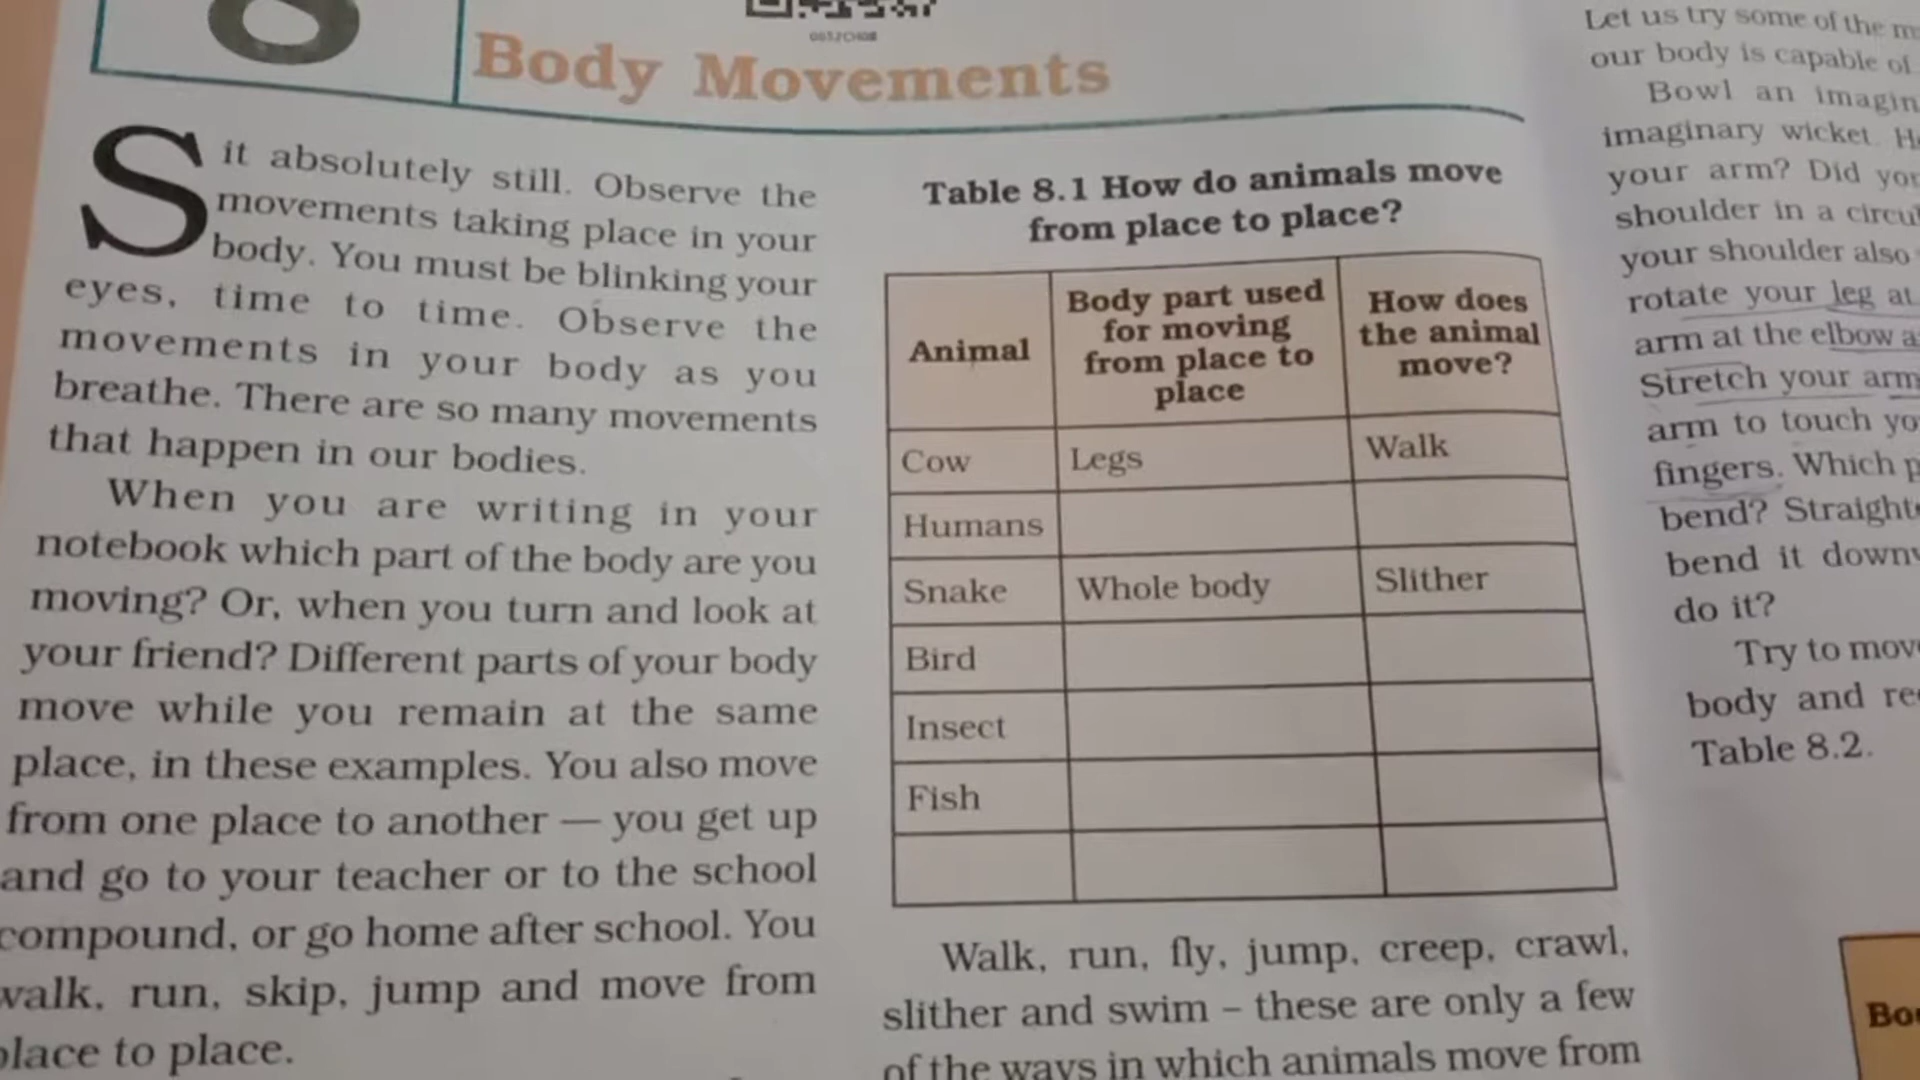 8
Body Movements
Sit absolutely still. Observe the
movements taking place in your
body. You must be blinking your
eyes, time to time. Observe the
movements in your body as you
breathe. There are so many movements
that happen in our bodies.
When you are writing in your
notebook which part of the body are you
moving? Or, when you turn and look at
your friend? Different parts of your body
move while you remain at the same
place, in these examples. You also move
from one place to another — you get up
and go to your teacher or to the school
compound, or go home after school. You
walk, run, skip, jump and move from
place to place.
Table 8.1 How do animals move
from place to place?
Animal
Body part used
for moving
from place to
place
How does
the animal
move?
Cow Legs Walk
Humans
Snake Whole body Slither
Bird
Insect
Fish
Walk, run, fly, jump, creep, crawl,
slither and swim – these are only a few
of the ways in which animals move from
Let us try some of the
our body is capable of
Bowl an
imaginary wicket.
your arm? Did
shoulder in a
your shoulder also
rotate your leg at
arm at the elbow
Stretch your arm
arm to touch
fingers. Which
bend?
bend it
do it?
Try to
body and
Table 8.2.